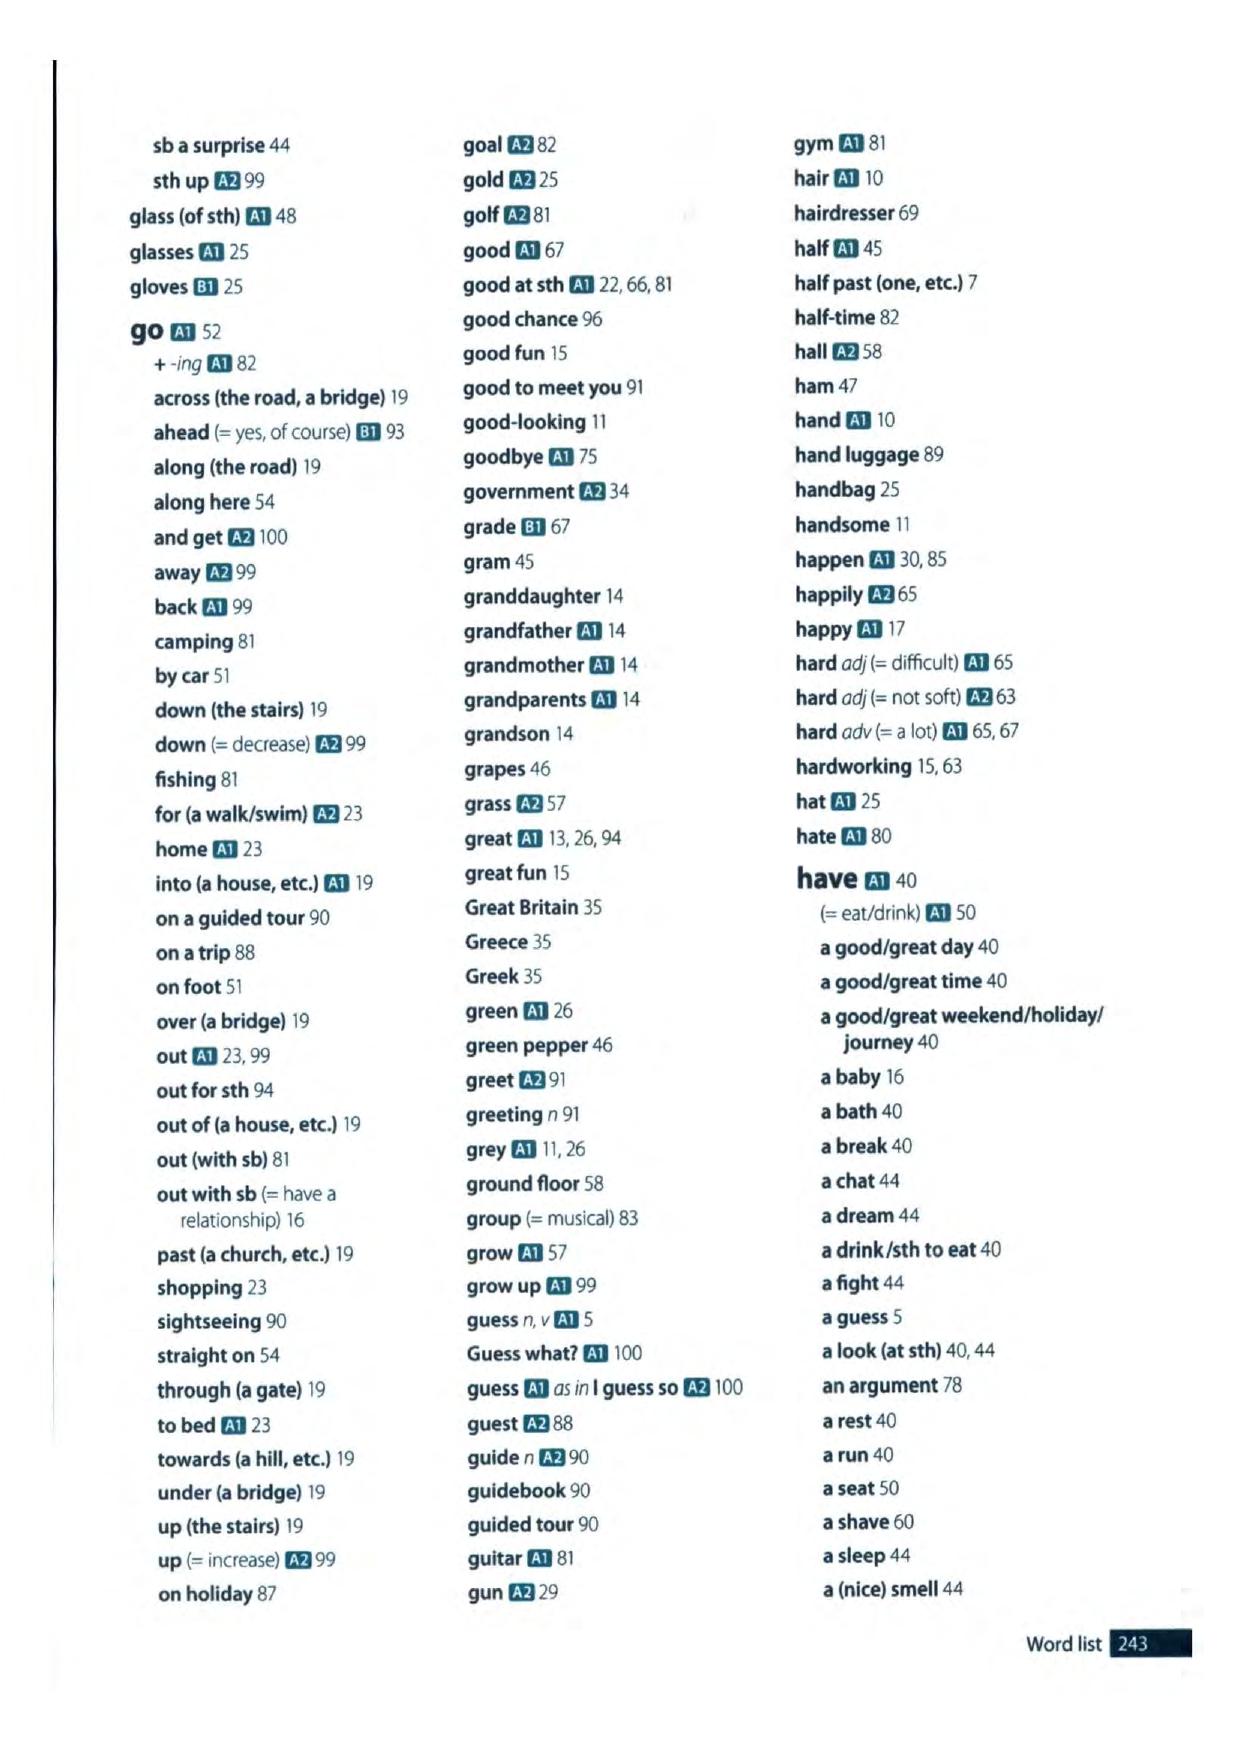 sb a surprise 44
sth up A2 99
glass (of sth) A1 48
glasses A1 25
gloves B1 25
go A1 52
+ -ing A1 82
across (the road, a bridge) 19
ahead (= yes, of course) B1 93
along (the road) 19
along here 54
and get A2 100
away A2 99
back A1 99
camping 81
by car 51
down (the stairs) 19
down (= decrease) A2 99
fishing 81
for (a walk/swim) A2 23
home A1 23
into (a house, etc.) A1 19
on a guided tour 90
on a trip 88
on foot 51
over (a bridge) 19
out A1 23, 99
out for sth 94
out of (a house, etc.) 19
out (with sb) 81
out with sb (= have a
relationship) 16
past (a church, etc.) 19
shopping 23
sightseeing 90
straight on 54
through (a gate) 19
to bed A1 23
towards (a hill, etc.) 19
under (a bridge) 19
up (the stairs) 19
up (= increase) A2 99
on holiday 87
goal A2 82
gold A2 25
golf A2 81
good A1 67
good at sth A1 22, 66, 81
good chance 96
good fun 15
good to meet you 91
good-looking 11
goodbye A1 75
government A2 34
grade B1 67
gram 45
granddaughter 14
grandfather A1 14
grandmother A1 14
grandparents A1 14
grandson 14
grapes 46
grass A2 57
great A1 13, 26, 94
great fun 15
Great Britain 35
Greece 35
Greek 35
green A1 26
green pepper 46
greet A2 91
greeting n 91
grey A1 11, 26
ground floor 58
group (= musical) 83
grow A1 57
grow up A1 99
guess n, v A1 5
Guess what? A1 100
guess A1 as in I guess so A2 100
guest A2 88
guide n A2 90
guidebook 90
guided tour 90
guitar A1 81
gun A2 29
gym A1 81
hair A1 10
hairdresser 69
half A1 45
half past (one, etc.) 7
half-time 82
hall A2 58
ham 47
hand A1 10
hand luggage 89
handbag 25
handsome 11
happen A1 30, 85
happily A2 65
happy A1 17
hard adj (= difficult) A1 65
hard adj (= not soft) A2 63
hard adv (= a lot) A1 65, 67
hardworking 15, 63
hat A1 25
hate A1 80
have A1 40
(= eat/drink) A1 50
a good/great day 40
a good/great time 40
a good/great weekend/holiday/
journey 40
a baby 16
a bath 40
a break 40
a chat 44
a dream 44
a drink/sth to eat 40
a fight 44
a guess 5
a look (at sth) 40, 44
an argument 78
a rest 40
a run 40
a seat 50
a shave 60
a sleep 44
a (nice) smell 44
Word list 243